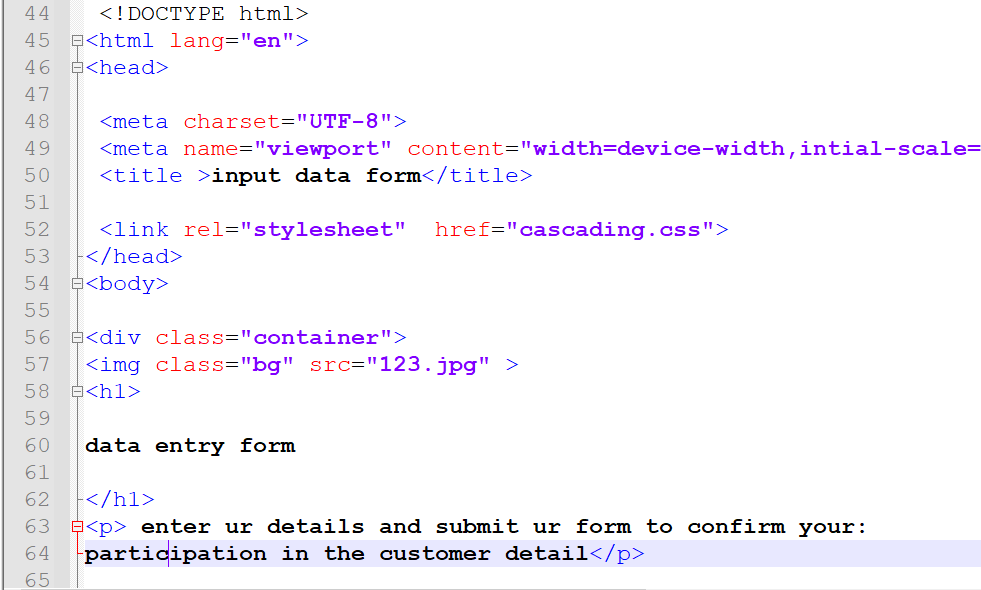 44 <!DOCTYPE html>
45 <html lang="en">
46 <head>
47
48 <meta charset="UTF-8">
49 <meta name="viewport" content="width=device-width,intial-scale=
50 <title >input data form</title>
51
52 <link rel="stylesheet"  href="cascading.css">
53 </head>
54 <body>
55
56 <div class="container">
57 <img class="bg" src="123.jpg" >
58 <h1>
59
60 data entry form
61
62 </h1>
63 <p> enter ur details and submit ur form to confirm your:
64 participation in the customer detail</p>
65